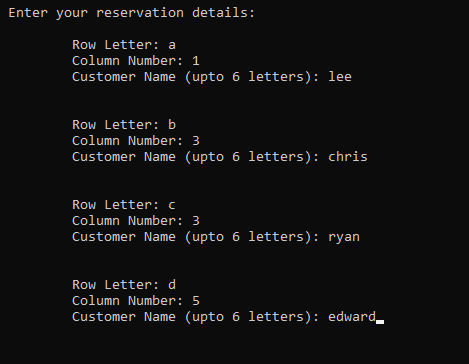 Enter your reservation details:
Row Letter: a
Column Number: 1
Customer Name (upto 6 letters): lee
Row Letter: b
Column Number: 3
Customer Name (upto 6 letters): chris
Row Letter: c
Column Number: 3
Customer Name (upto 6 letters): ryan
Row Letter: d
Column Number: 5
Customer Name (upto 6 letters): edward